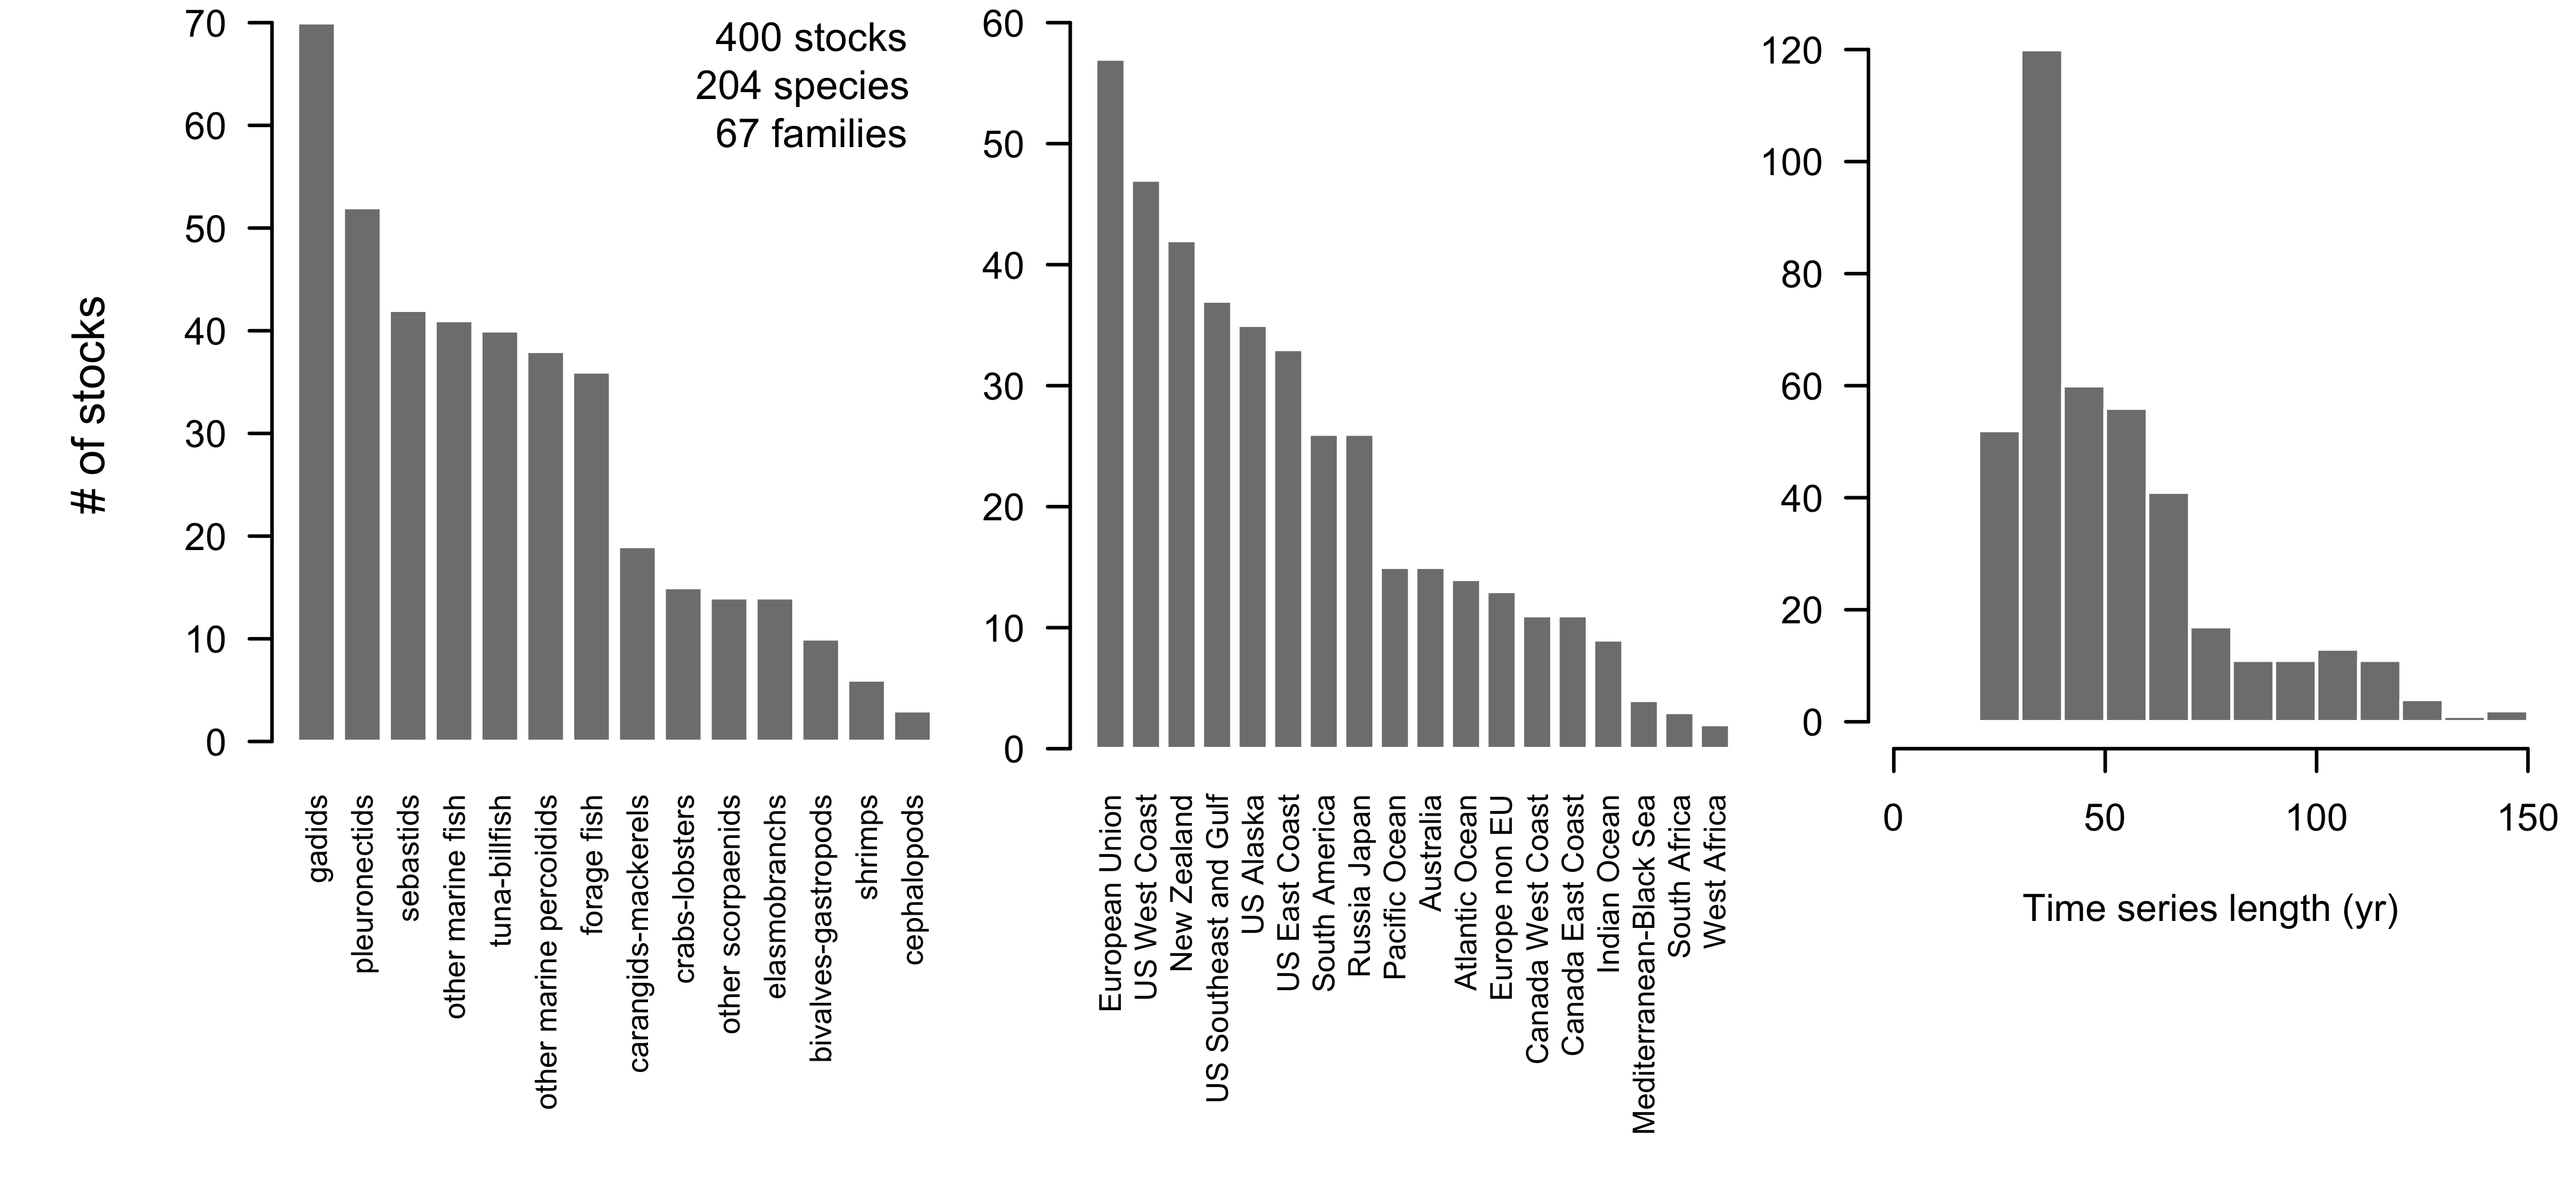 # of stocks
70
60
50
40
30
20
10
0
400 stocks
204 species
67 families
gadids
pleuronectids
sebastids
other marine fish
tuna-billfish
other marine percoidids
forage fish
carangids-mackerels
crabs-lobsters
other scorpaenids
elasmobranchs
bivalves-gastropods
shrimps
cephalopods
60
50
40
30
20
10
0
European Union
US West Coast
New Zealand
US Southeast and Gulf
US Alaska
US East Coast
South America
Russia Japan
Pacific Ocean
Australia
Atlantic Ocean
Europe non EU
Canada West Coast
Canada East Coast
Indian Ocean
Mediterranean-Black Sea
South Africa
West Africa
120
100
80
60
40
20
0
0 50 100 150
Time series length (yr)